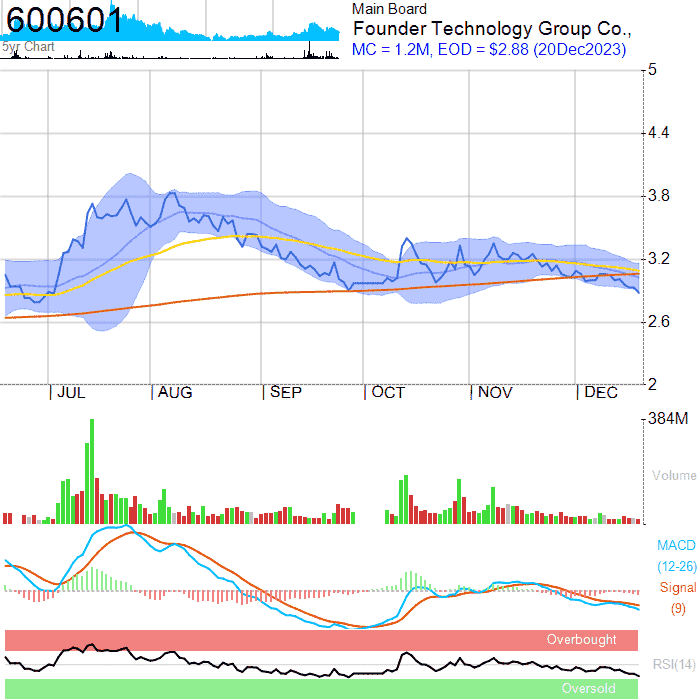 600601
5yr Chart
Main Board
Founder Technology Group Co.,
MC = 1.2M, EOD = $2.88 (20Dec2023)
5
4.4
3.8
3.2
2.6
2
JUL AUG SEP OCT NOV DEC
384M
Volume
MACD
(12-26)
Signal
(9)
Overbought
RSI(14)
Oversold